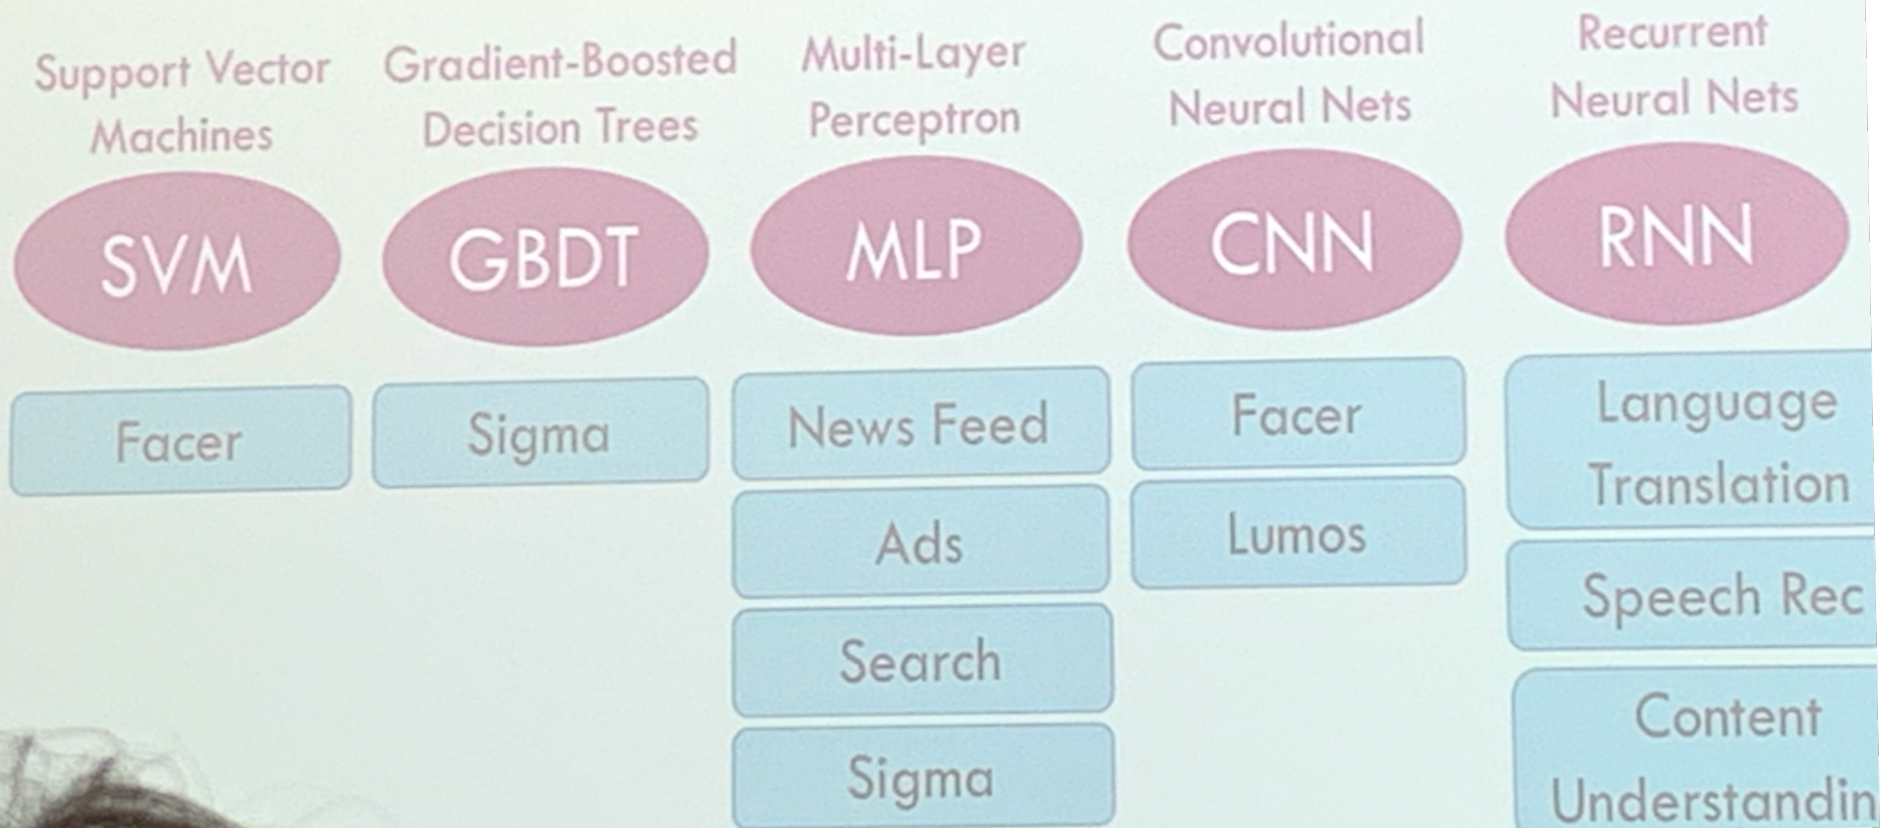 Support Vector
Machines
SVM
Facer
Gradient-Boosted
Decision Trees
GBDT
Sigma
Multi-Layer
Perceptron
MLP
News Feed
Ads
Search
Sigma
Convolutional
Neural Nets
CNN
Facer
Lumos
Recurrent
Neural Nets
RNN
Language
Translation
Speech Rec
Content
Understandin